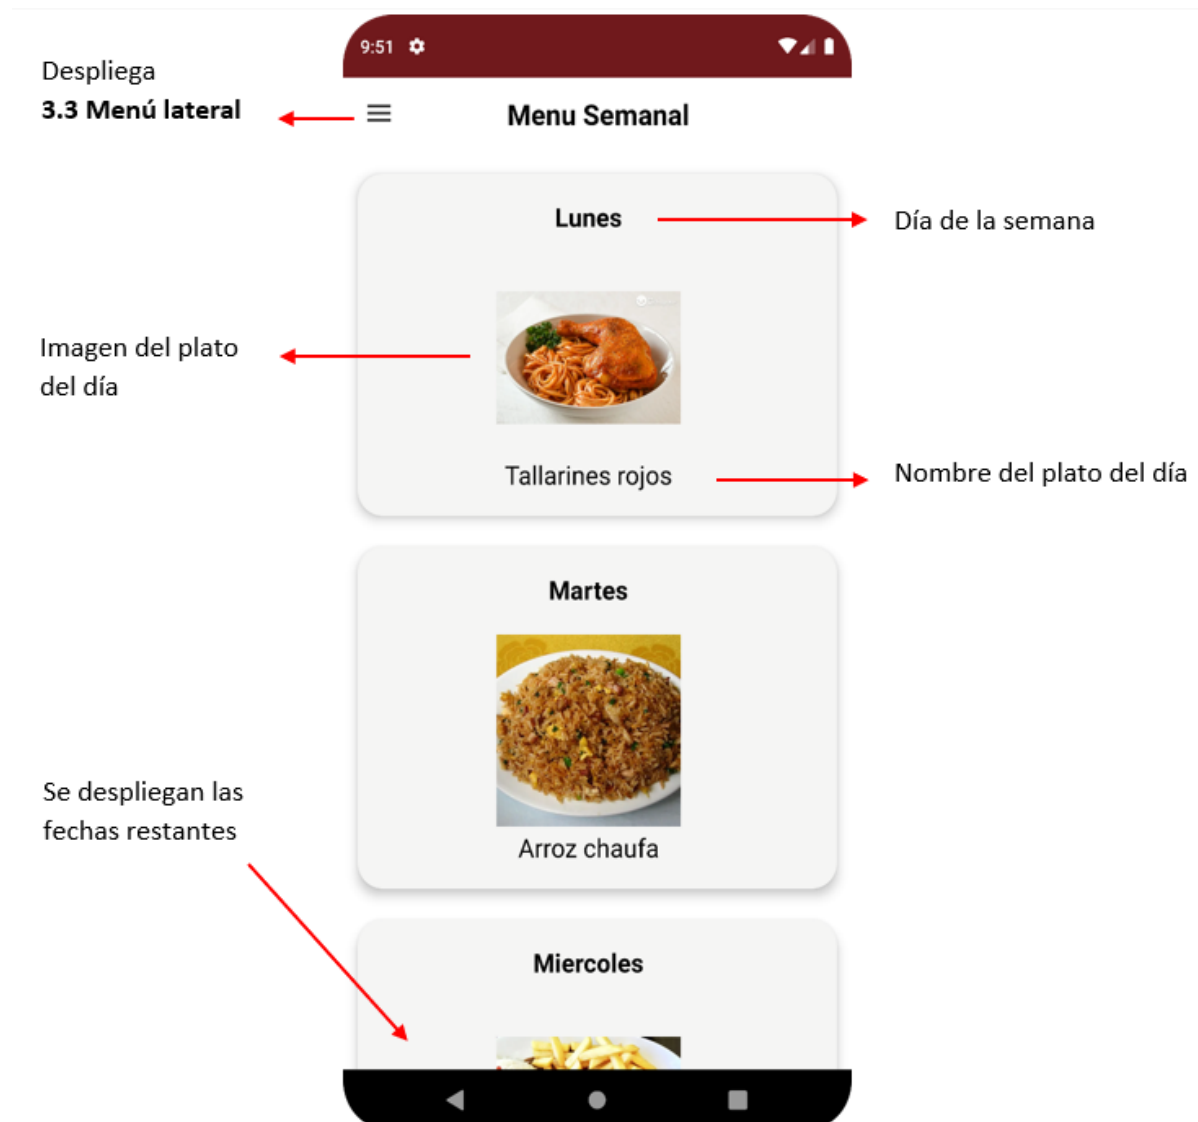 9:51
Despliega
3.3 Menú lateral
Menu Semanal
Lunes
Día de la semana
Imagen del plato
del día
Tallarines rojos
Nombre del plato del día
Martes
Se despliegan las
fechas restantes
Arroz chaufa
Miercoles